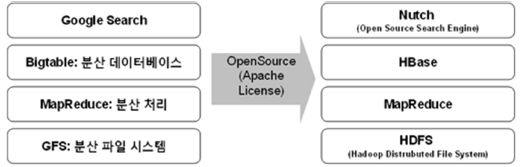 Google Search
Bigtable: 분산 데이터베이스
MapReduce: 분산 처리
GFS: 분산 파일 시스템
OpenSource
(Apache
License)
Nutch
(Open Source Search Engine)
HBase
MapReduce
HDFS
(Hadoop Distrubuted File System)